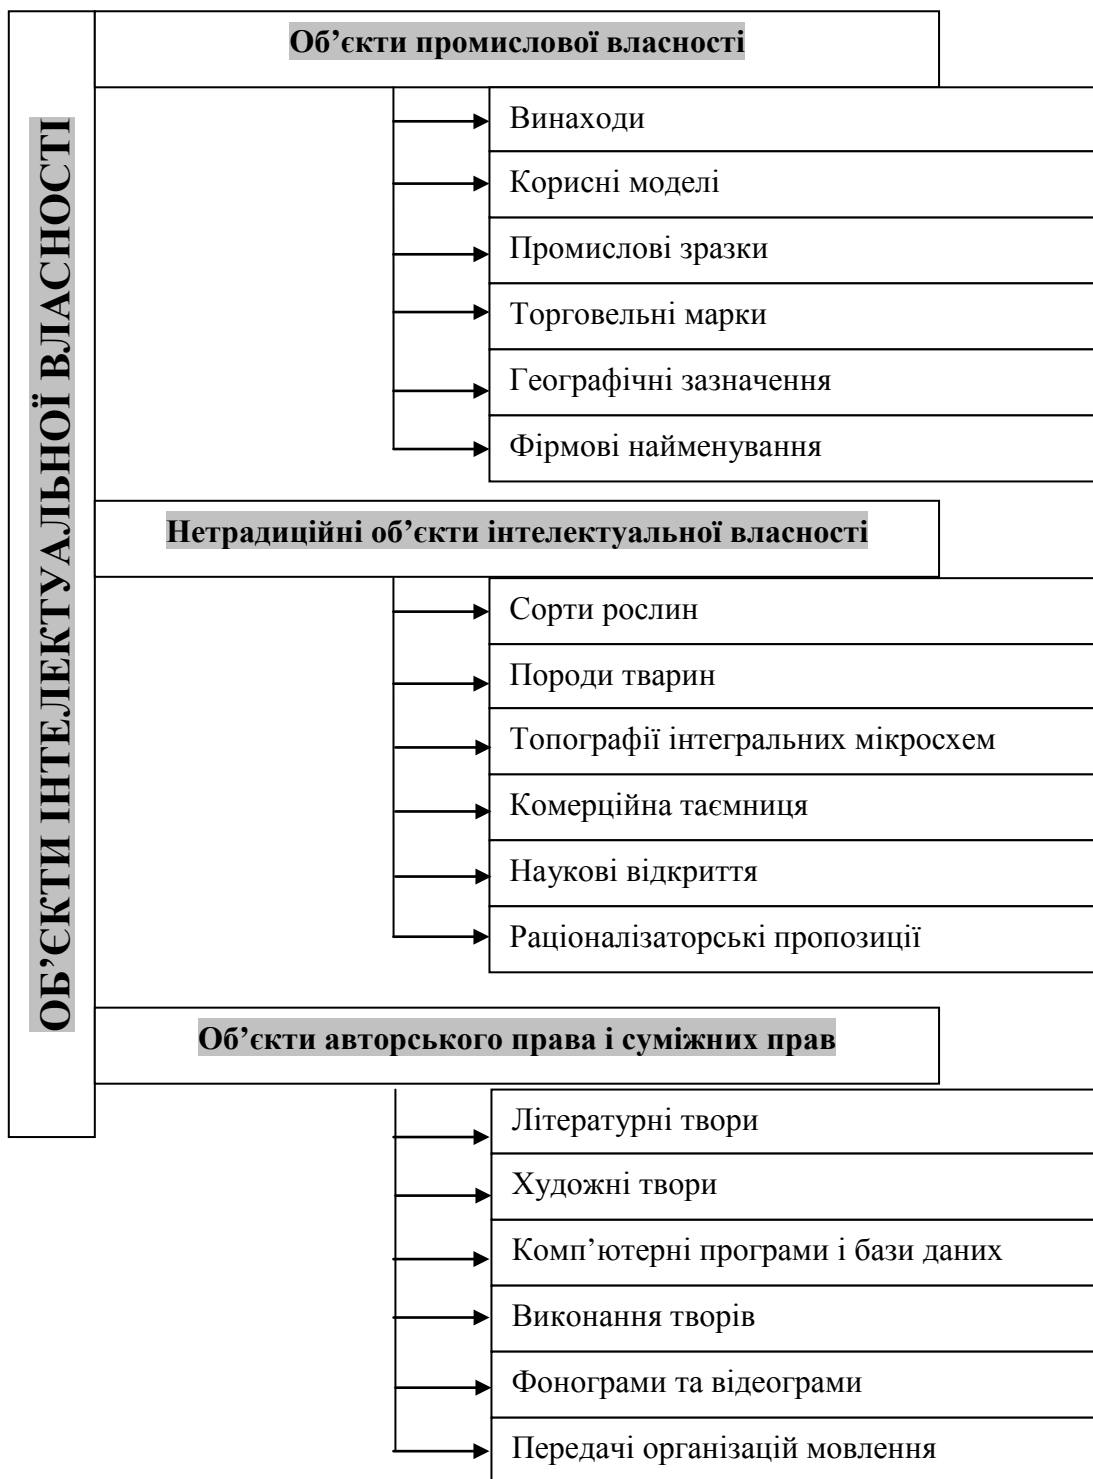 ОБ’ЄКТИ ІНТЕЛЕКТУАЛЬНОЇ ВЛАСНОСТІ
Об’єкти промислової власності
Винаходи
Корисні моделі
Промислові зразки
Торговельні марки
Географічні зазначення
Фірмові найменування
Нетрадиційні об’єкти інтелектуальної власності
Сорти рослин
Породи тварин
Топографії інтегральних мікросхем
Комерційна таємниця
Наукові відкриття
Раціоналізаторські пропозиції
Об’єкти авторського права і суміжних прав
Літературні твори
Художні твори
Комп’ютерні програми і бази даних
Виконання творів
Фонограми та відеограми
Передачі організацій мовлення